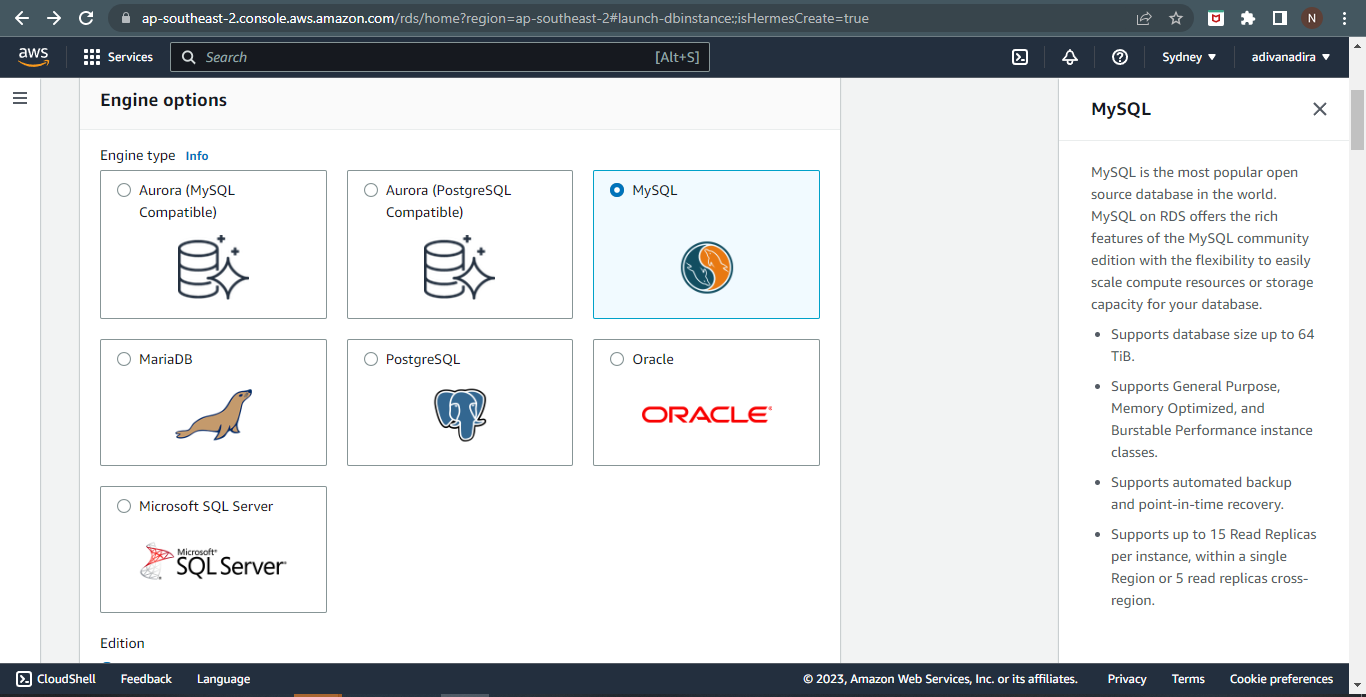 ap-southeast-2.console.aws.amazon.com/rds/home?region=ap-southeast-2#launch-dbinstance;isHermesCreate=true
N
aws
Services
Search
[Alt+S]
Sydney ▼
adivanadira ▼
Engine options
Engine type Info
Aurora (MySQL
Compatible)
Aurora (PostgreSQL
Compatible)
MySQL
MariaDB
PostgreSQL
Oracle
ORACLE
Microsoft SQL Server
Microsoft®
SQL Server
Edition
MySQL
MySQL is the most popular open
source database in the world.
MySQL on RDS offers the rich
features of the MySQL community
edition with the flexibility to easily
scale compute resources or storage
capacity for your database.
• Supports database size up to 64
TiB.
• Supports General Purpose,
Memory Optimized, and
Burstable Performance instance
classes.
• Supports automated backup
and point-in-time recovery.
• Supports up to 15 Read Replicas
per instance, within a single
Region or 5 read replicas cross-
region.
CloudShell
Feedback
Language
© 2023, Amazon Web Services, Inc. or its affiliates.
Privacy
Terms
Cookie preferences